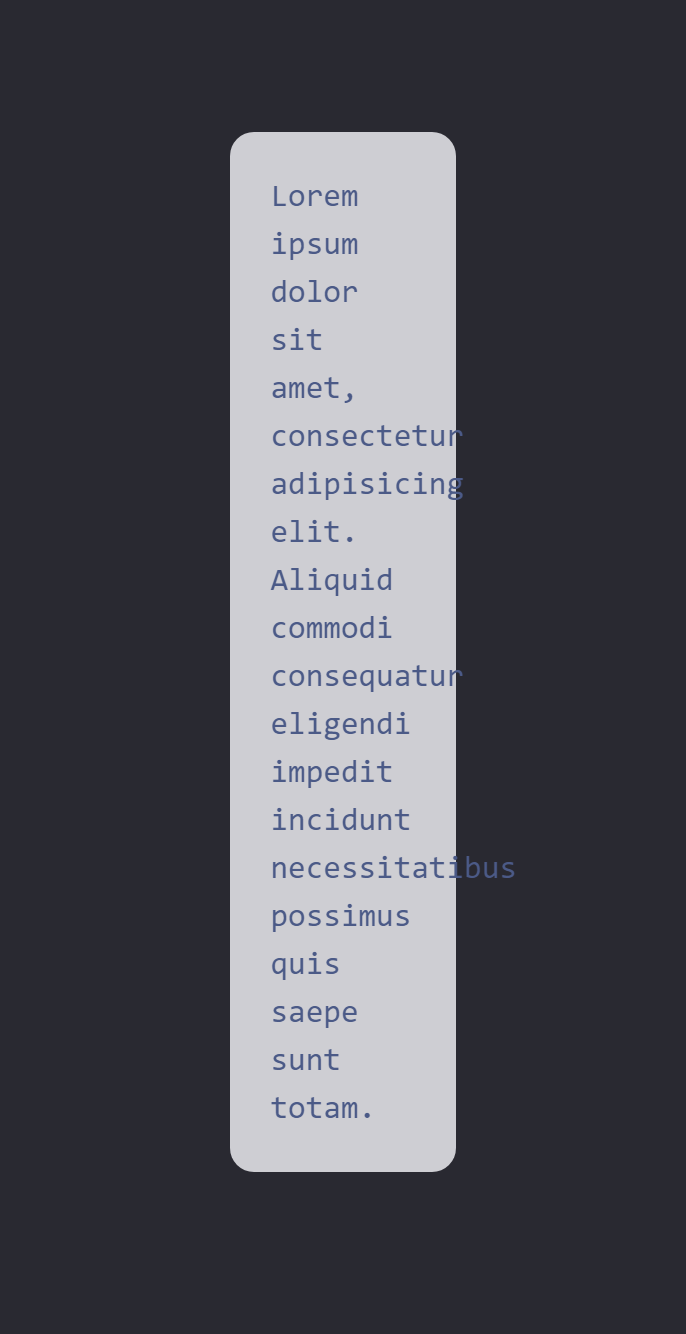 Lorem
ipsum
dolor
sit
amet,
consectetur
adipisicing
elit.
Aliquid
commodi
consequatur
eligendi
impedit
incidunt
necessitatibus
possimus
quis
saepe
sunt
totam.